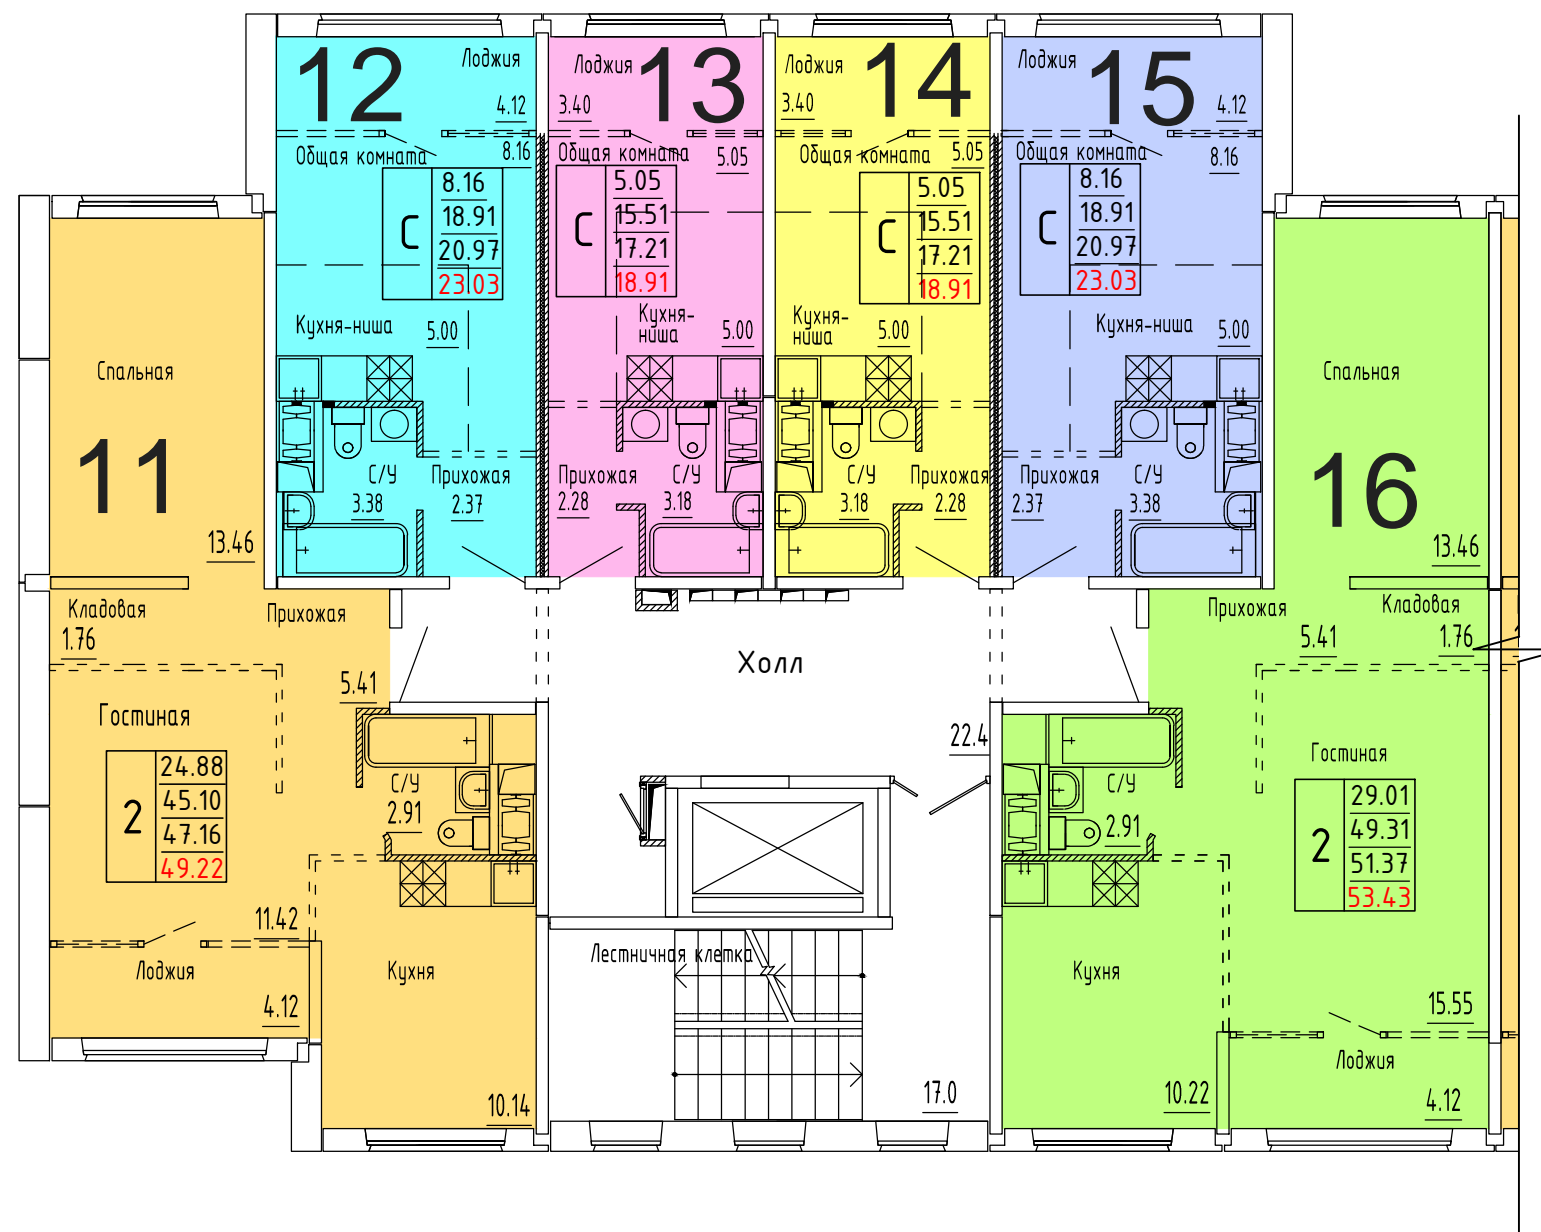 12
Лоджия
4.12
8.16
Общая комната
С
8.16
18.91
20.97
23.03
Кухня-ниша
5.00
С/У
3.38
Прихожая
2.37
13
Лоджия
3.40
Общая комната
5.05
С
5.05
15.51
17.21
18.91
Кухня-
ниша
5.00
Прихожая
2.28
С/У
3.18
14
Лоджия
3.40
Общая комната
5.05
С
5.05
15.51
17.21
18.91
Кухня-
ниша
5.00
С/У
3.18
Прихожая
2.28
15
Лоджия
4.12
Общая комната
8.16
С
8.16
18.91
20.97
23.03
Кухня-ниша
5.00
Прихожая
2.37
С/У
3.38
11
Спальная
13.46
Кладовая
1.76
Прихожая
5.41
Гостиная
2
24.88
45.10
47.16
49.22
С/У
2.91
11.42
Лоджия
4.12
Кухня
10.14
Холл
22.4
Лестничная клетка
17.0
16
Спальная
13.46
Прихожая
5.41
Кладовая
1.76
Гостиная
2
29.01
49.31
51.37
53.43
С/У
2.91
Кухня
10.22
15.55
Лоджия
4.12